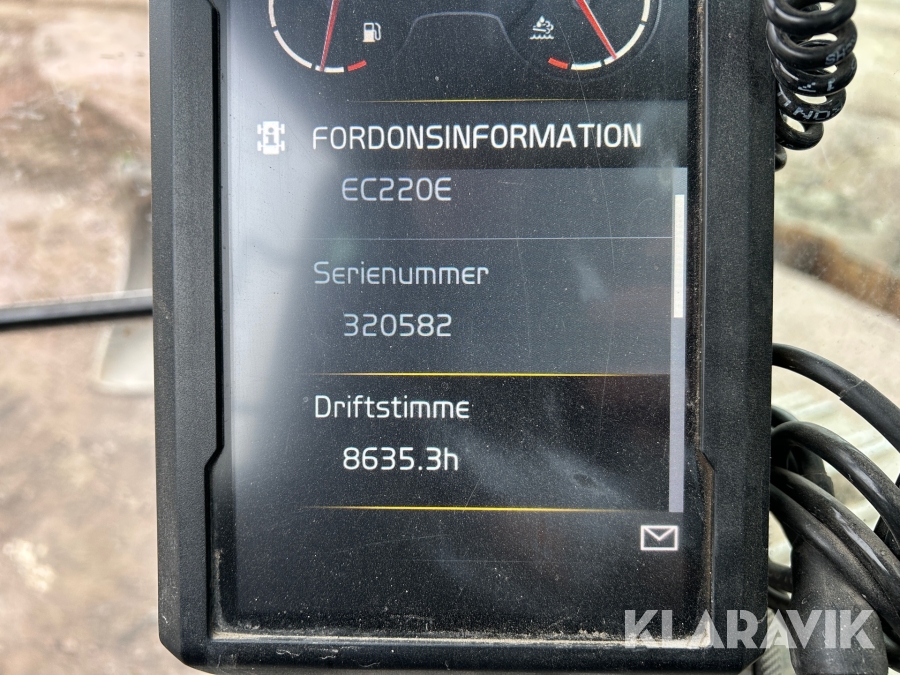 FORDONSINFORMATION
EC220E
Serienummer
320582
Driftstimme
8635.3h
KLARAVIK